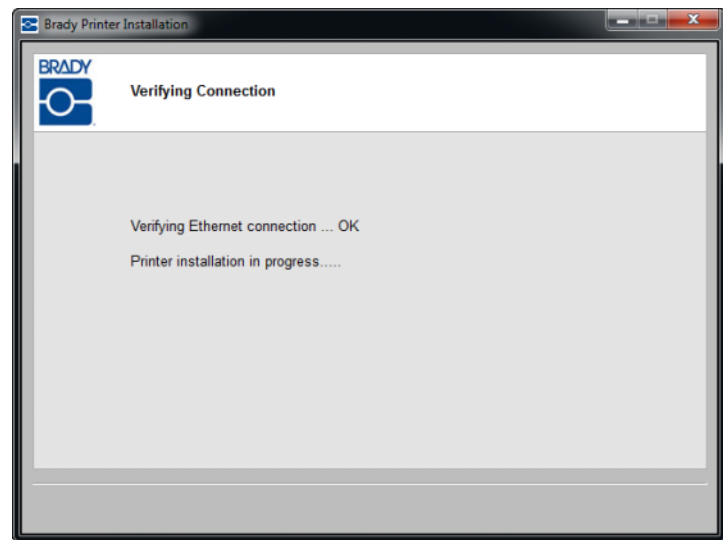 Brady Printer Installation
BRADY
Verifying Connection
Verifying Ethernet connection ... OK
Printer installation in progress.....